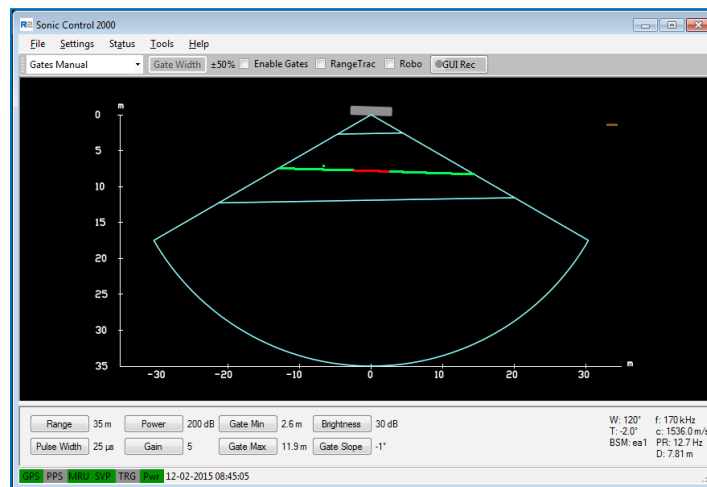 R2 Sonic Control 2000
File Settings Status Tools Help
Gates Manual Gate Width ±50% Enable Gates RangeTrac Robo GUI Rec
m
0
5
10
15
20
25
30
35
-30 -20 -10 0 10 20 30
m
Range 35 m Power 200 dB Gate Min 2.6 m Brightness 30 dB
Pulse Width 25 µs Gain 5 Gate Max 11.9 m Gate Slope -1°
W: 120° f: 170 kHz
T: -2.0° c: 1536.0 m/s
BSM: ea1 PR: 12.7 Hz
D: 7.81 m
GPS PPS MRU SVP TRG Pwr 12-02-2015 08:45:05